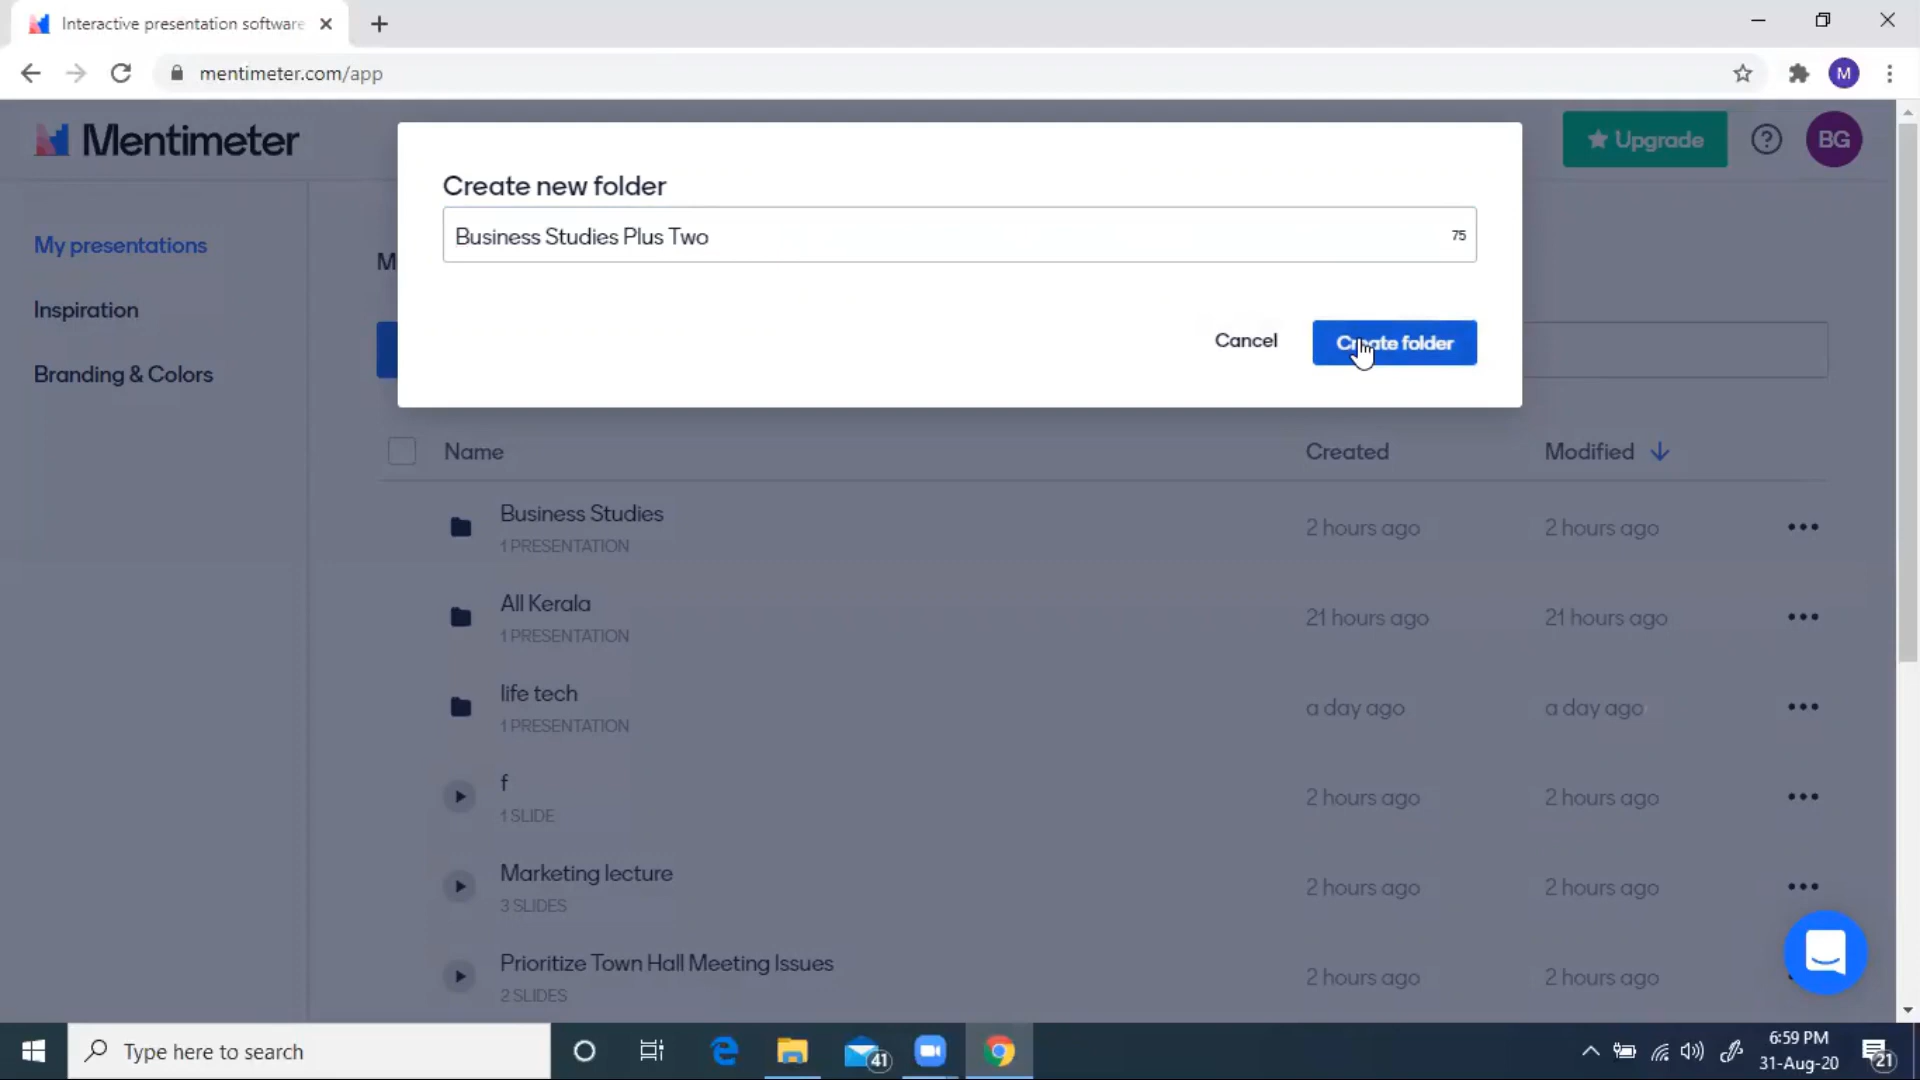 Interactive presentation software
mentimeter.com/app
M
Mentimeter
Upgrade
?
BG
Create new folder
Business Studies Plus Two
75
Cancel
Create folder
My presentations
Inspiration
Branding & Colors
M
Name
Created
Modified
Business Studies
1 PRESENTATION
2 hours ago
2 hours ago
All Kerala
1 PRESENTATION
21 hours ago
21 hours ago
life tech
1 PRESENTATION
a day ago
a day ago
f
1 SLIDE
2 hours ago
2 hours ago
Marketing lecture
3 SLIDES
2 hours ago
2 hours ago
Prioritize Town Hall Meeting Issues
2 SLIDES
2 hours ago
2 hours ago
Type here to search
41
6:59 PM
31-Aug-20
21